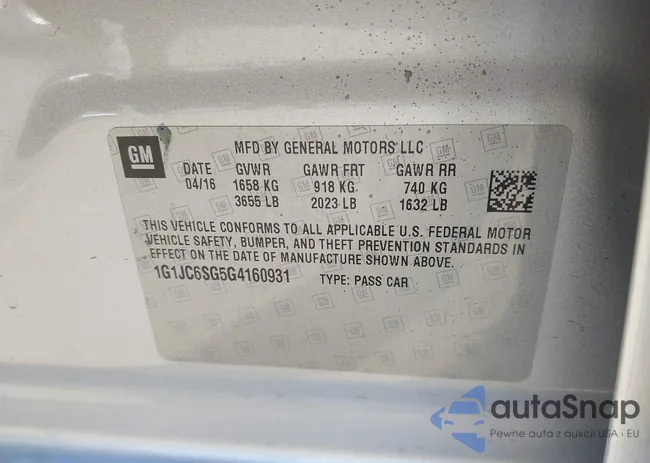 GM
MFD BY GENERAL MOTORS LLC
DATE GVWR GAWR FRT GAWR RR
04/16 1658 KG 918 KG 740 KG
3655 LB 2023 LB 1632 LB
THIS VEHICLE CONFORMS TO ALL APPLICABLE U.S. FEDERAL MOTOR
VEHICLE SAFETY, BUMPER, AND THEFT PREVENTION STANDARDS IN
EFFECT ON THE DATE OF MANUFACTURE SHOWN ABOVE.
1G1JC6SG5G4160931 TYPE: PASS CAR
autaSnap
Pewne auta z aukcji USA i EU